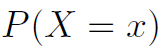 P(X = x)